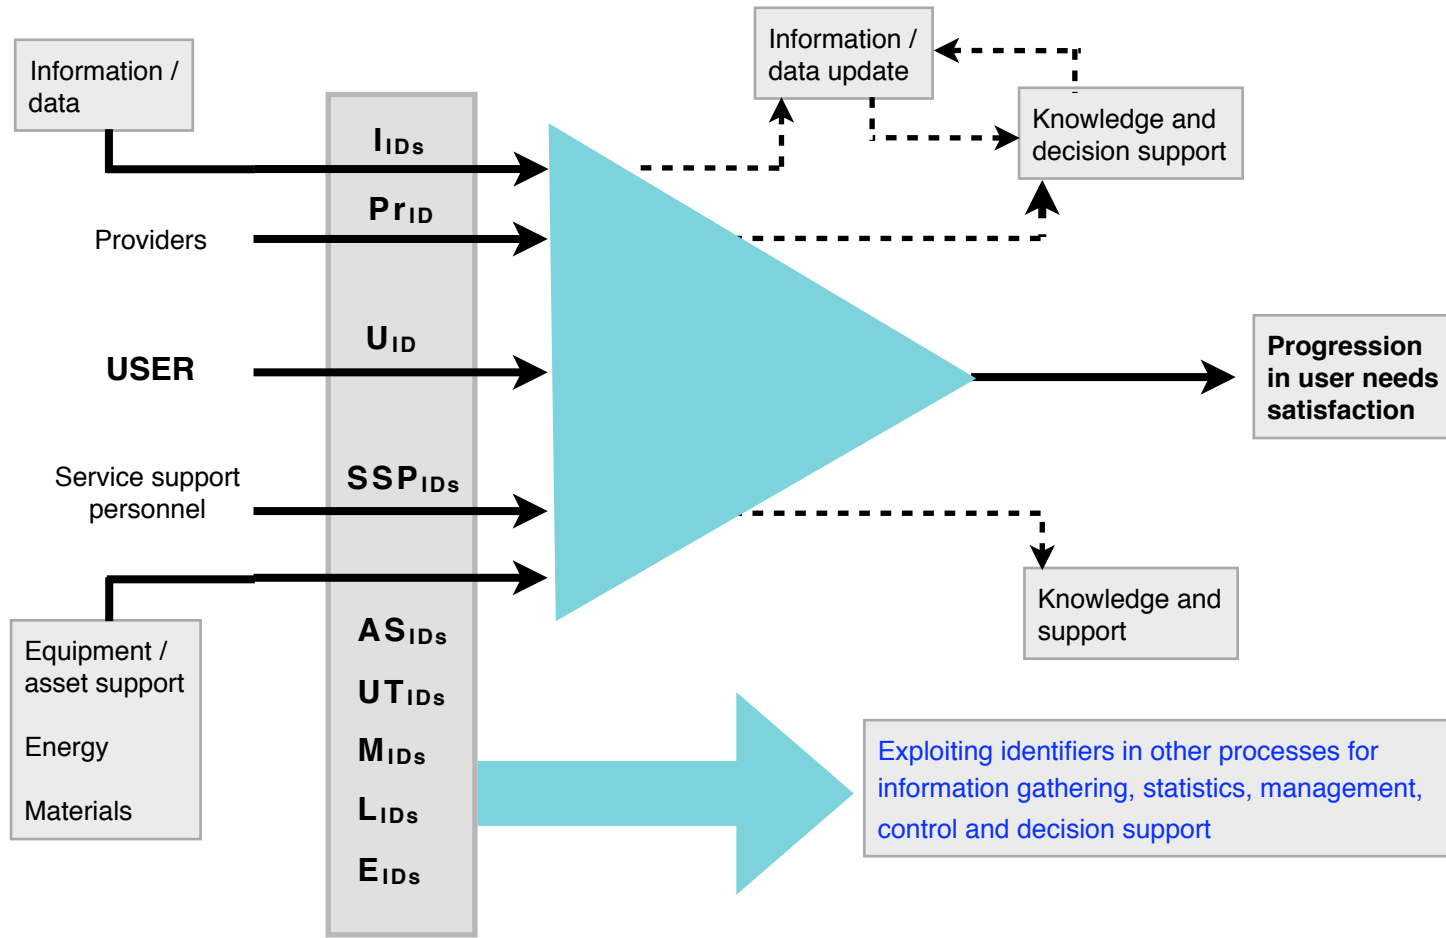 Information /
data
Providers
USER
Service support
personnel
Equipment /
asset support
Energy
Materials
IIDs
PrID
UID
SSPIDs
ASIDs
UTIDs
MIDs
LIDs
EIDs
Information /
data update
Knowledge and
decision support
Progression
in user needs
satisfaction
Knowledge and
support
Exploiting identifiers in other processes for
information gathering, statistics, management,
control and decision support